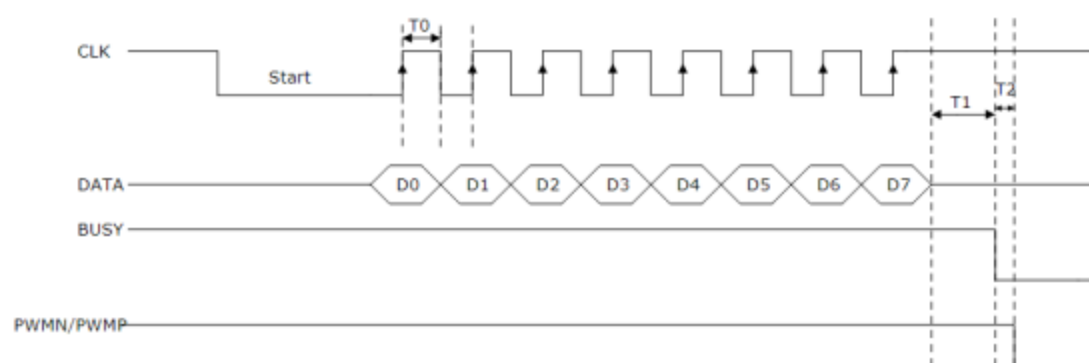 T0
CLK
Start
T2
T1
DATA D0 D1 D2 D3 D4 D5 D6 D7
BUSY
PWMN/PWMP